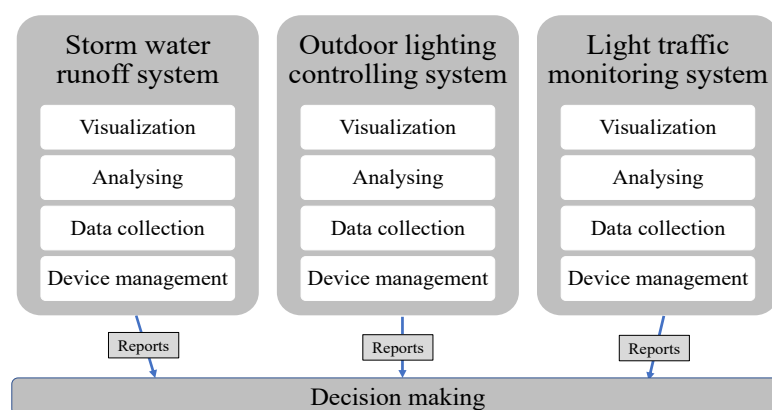 Storm water
runoff system
Visualization
Analysing
Data collection
Device management
Outdoor lighting
controlling system
Visualization
Analysing
Data collection
Device management
Light traffic
monitoring system
Visualization
Analysing
Data collection
Device management
Reports
Reports
Reports
Decision making